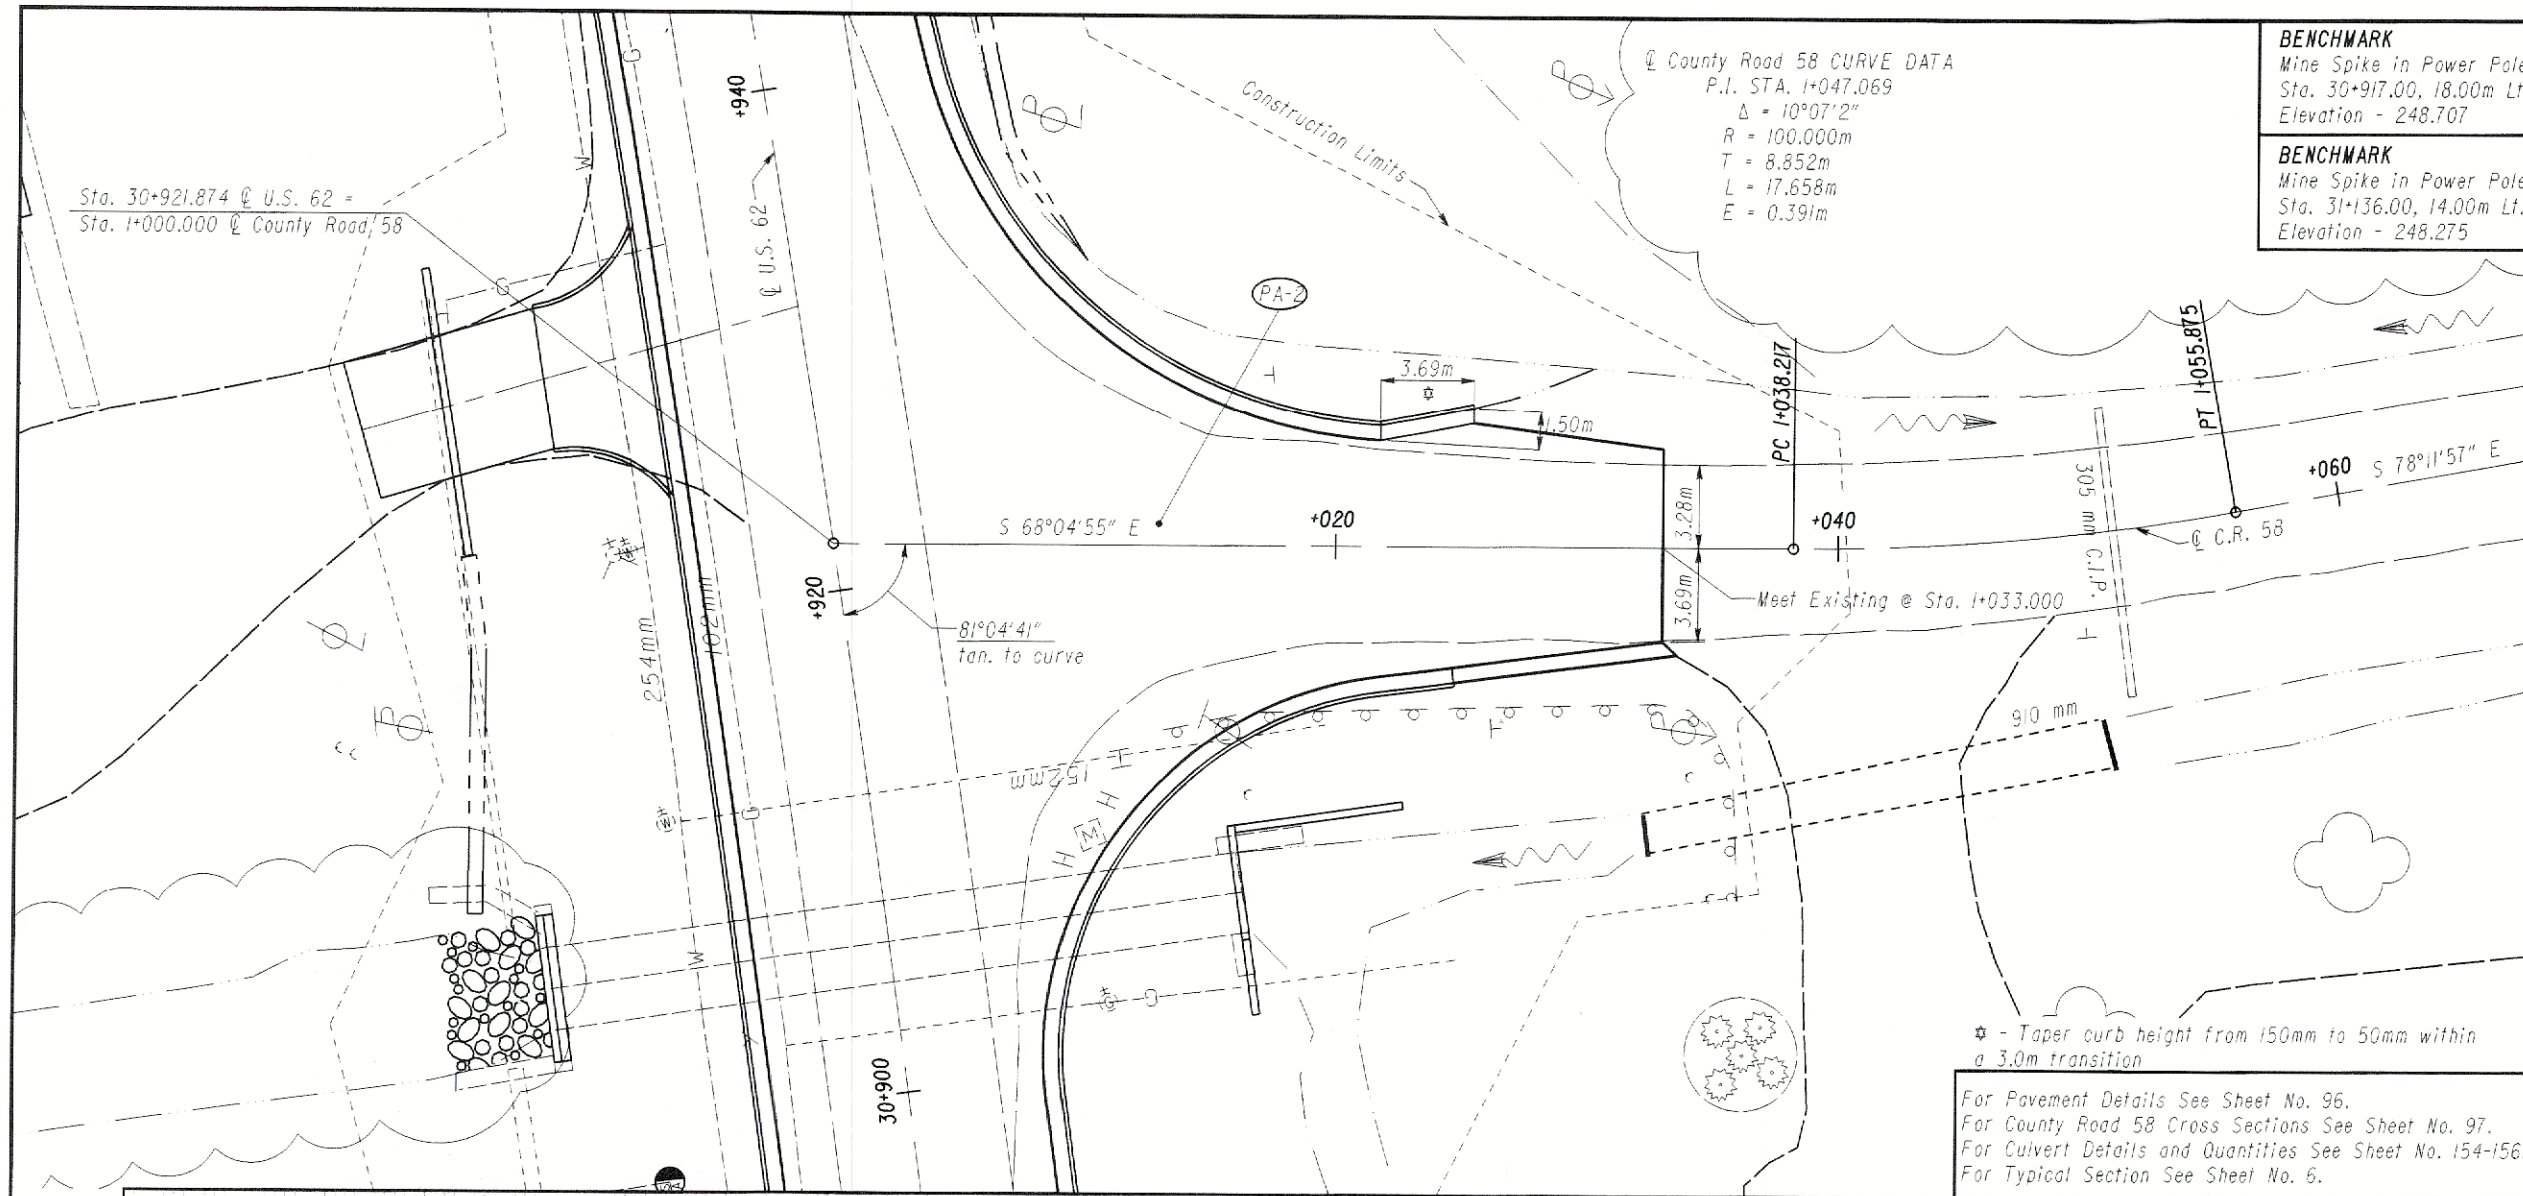 ℄ County Road 58 CURVE DATA
P.I. STA. 1+047.069
Δ = 10°07'2"
R = 100.000m
T = 8.852m
L = 17.658m
E = 0.391m
BENCHMARK
Mine Spike in Power Pole
Sta. 30+917.00, 18.00m Lt
Elevation - 248.707
BENCHMARK
Mine Spike in Power Pole
Sta. 31+136.00, 14.00m Lt.
Elevation - 248.275
Sta. 30+921.874 ℄ U.S. 62 =
Sta. 1+000.000 ℄ County Road 58
+940
℄ U.S. 62
Construction Limits
PA-2
3.69m
✡
1.50m
PC 1+038.217
PT 1+055.875
+060
S 78°11'57" E
S 68°04'55" E
+020
+040
3.28m
3.69m
305 mm C.I.P.
℄ C.R. 58
Meet Existing @ Sta. 1+033.000
+920
81°04'41"
tan. to curve
254mm
102mm
152mm
910 mm
W
G
G
T
T
W
G
H
H
M
H
T
T
W
G
G
30+900
✡ - Taper curb height from 150mm to 50mm within
a 3.0m transition
For Pavement Details See Sheet No. 96.
For County Road 58 Cross Sections See Sheet No. 97.
For Culvert Details and Quantities See Sheet No. 154-156.
For Typical Section See Sheet No. 6.